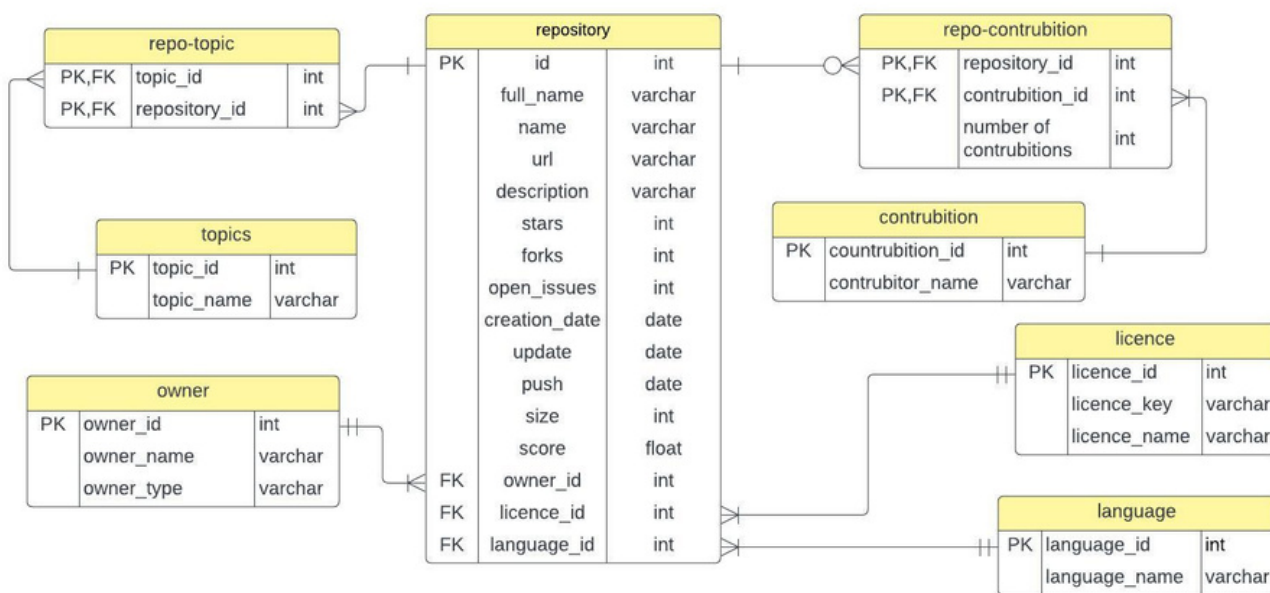 repo-topic
PK,FK topic_id int
PK,FK repository_id int
topics
PK topic_id int
topic_name varchar
owner
PK owner_id int
owner_name varchar
owner_type varchar
repository
PK id int
full_name varchar
name varchar
url varchar
description varchar
stars int
forks int
open_issues int
creation_date date
update date
push date
size int
score float
FK owner_id int
FK licence_id int
FK language_id int
repo-contrubition
PK,FK repository_id int
PK,FK contrubition_id int
number of
contrubitions int
contrubition
PK countrubition_id int
contrubitor_name varchar
licence
PK licence_id int
licence_key varchar
licence_name varchar
language
PK language_id int
language_name varchar